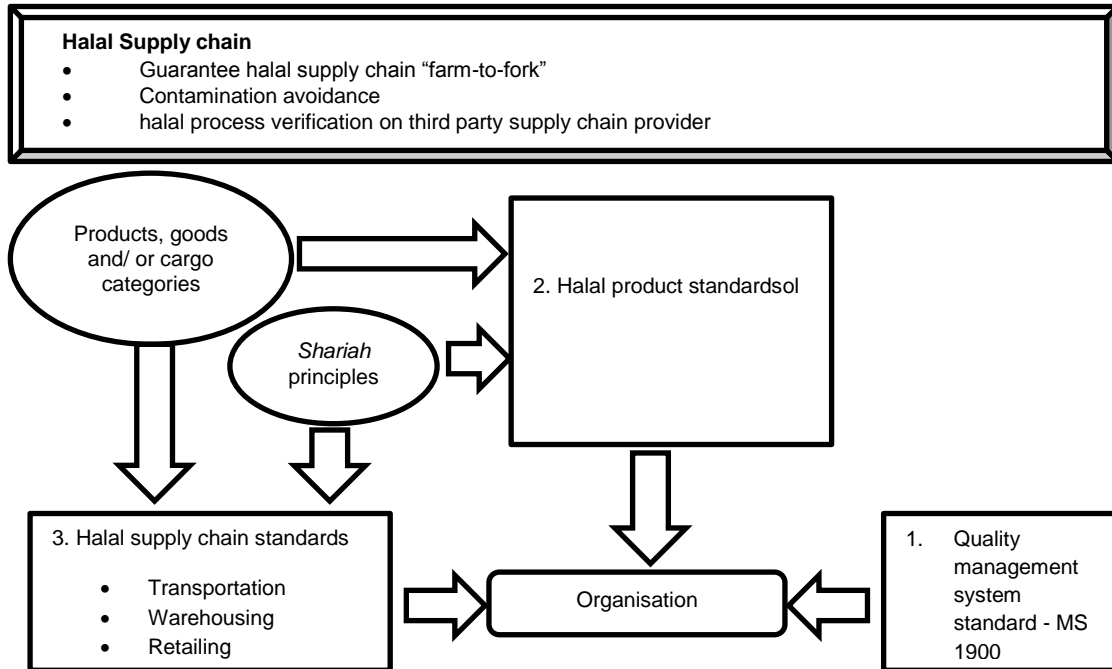 Halal Supply chain
• Guarantee halal supply chain “farm-to-fork”
• Contamination avoidance
• halal process verification on third party supply chain provider
Products, goods
and/ or cargo
categories
2. Halal product standardsol
Shariah
principles
3. Halal supply chain standards
• Transportation
• Warehousing
• Retailing
Organisation
1. Quality
management
system
standard - MS
1900